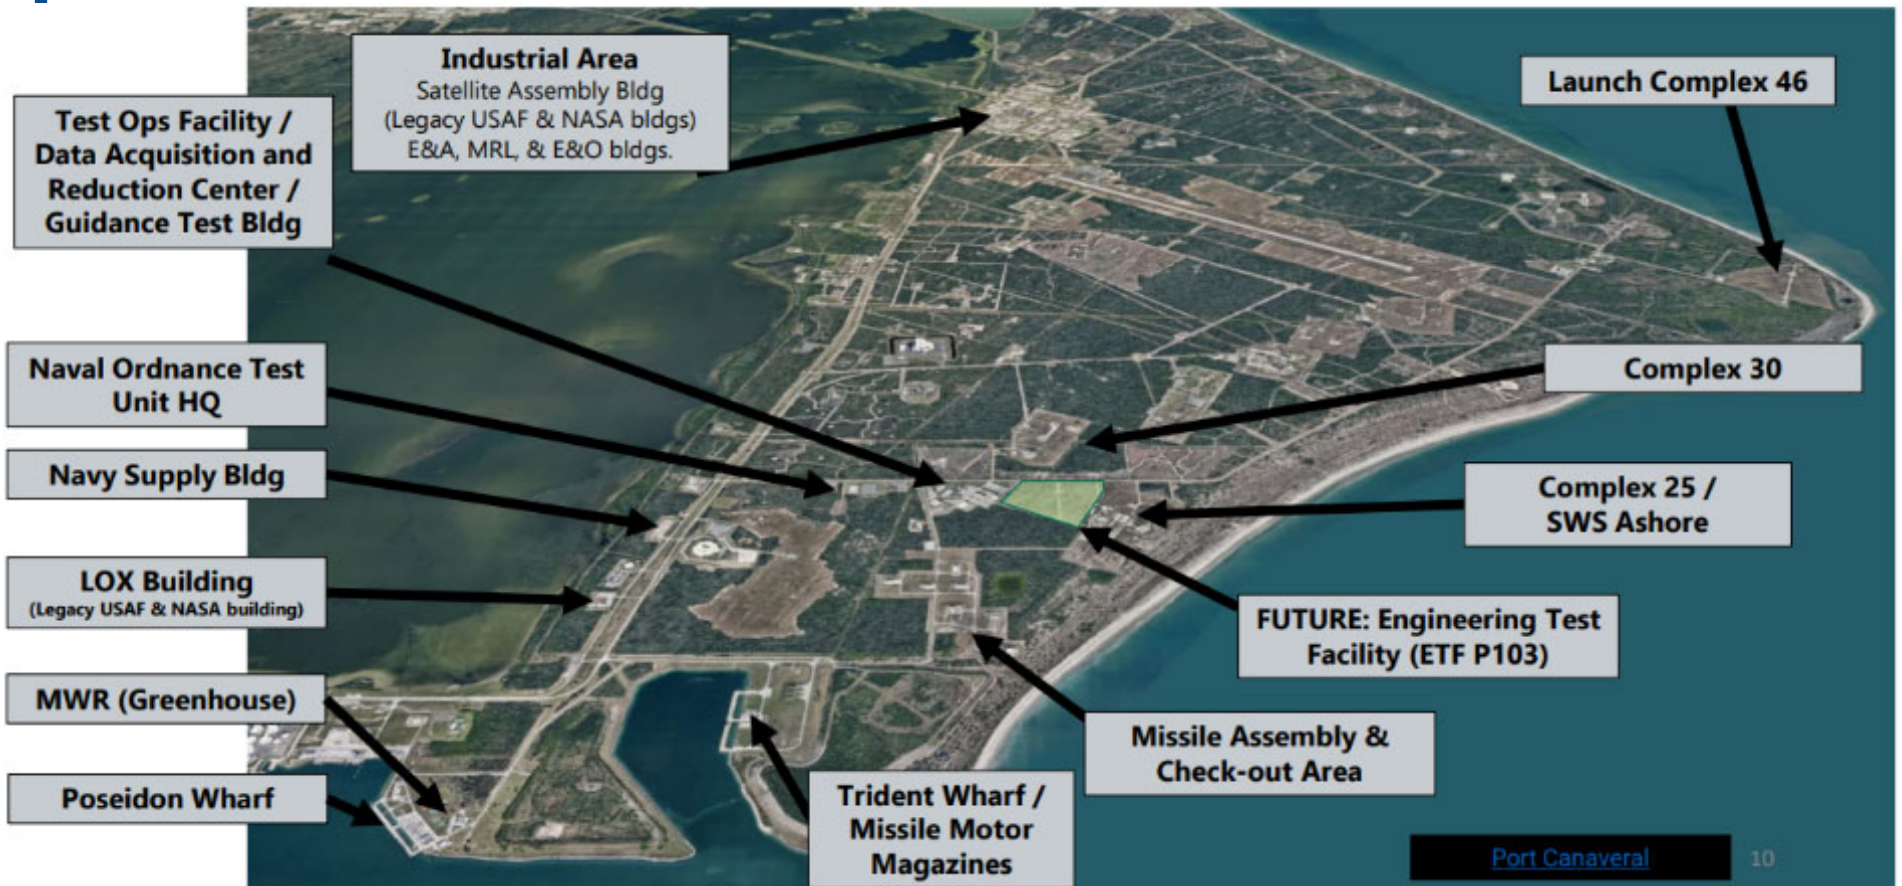 Industrial Area
Satellite Assembly Bldg
(Legacy USAF & NASA bldgs)
E&A, MRL, & E&O bldgs.
Launch Complex 46
Test Ops Facility /
Data Acquisition and
Reduction Center /
Guidance Test Bldg
Naval Ordnance Test
Unit HQ
Complex 30
Navy Supply Bldg
Complex 25 /
SWS Ashore
LOX Building
(Legacy USAF & NASA building)
FUTURE: Engineering Test
Facility (ETF P103)
MWR (Greenhouse)
Missile Assembly &
Check-out Area
Poseidon Wharf
Trident Wharf /
Missile Motor
Magazines
Port Canaveral
10